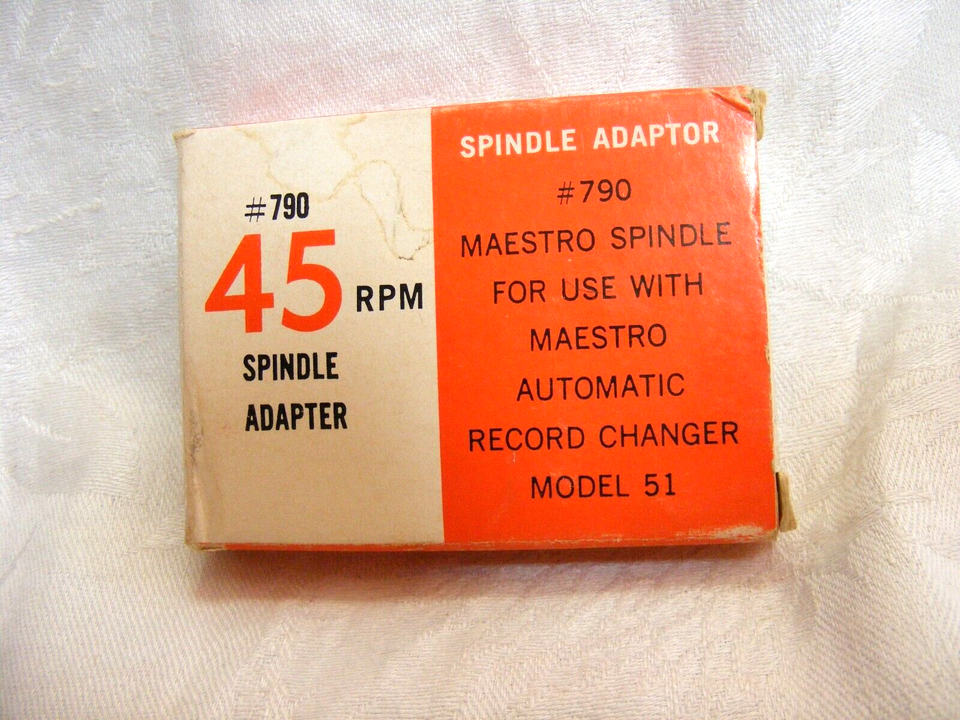 #790
45 RPM
SPINDLE
ADAPTER
SPINDLE ADAPTOR
#790
MAESTRO SPINDLE
FOR USE WITH
MAESTRO
AUTOMATIC
RECORD CHANGER
MODEL 51